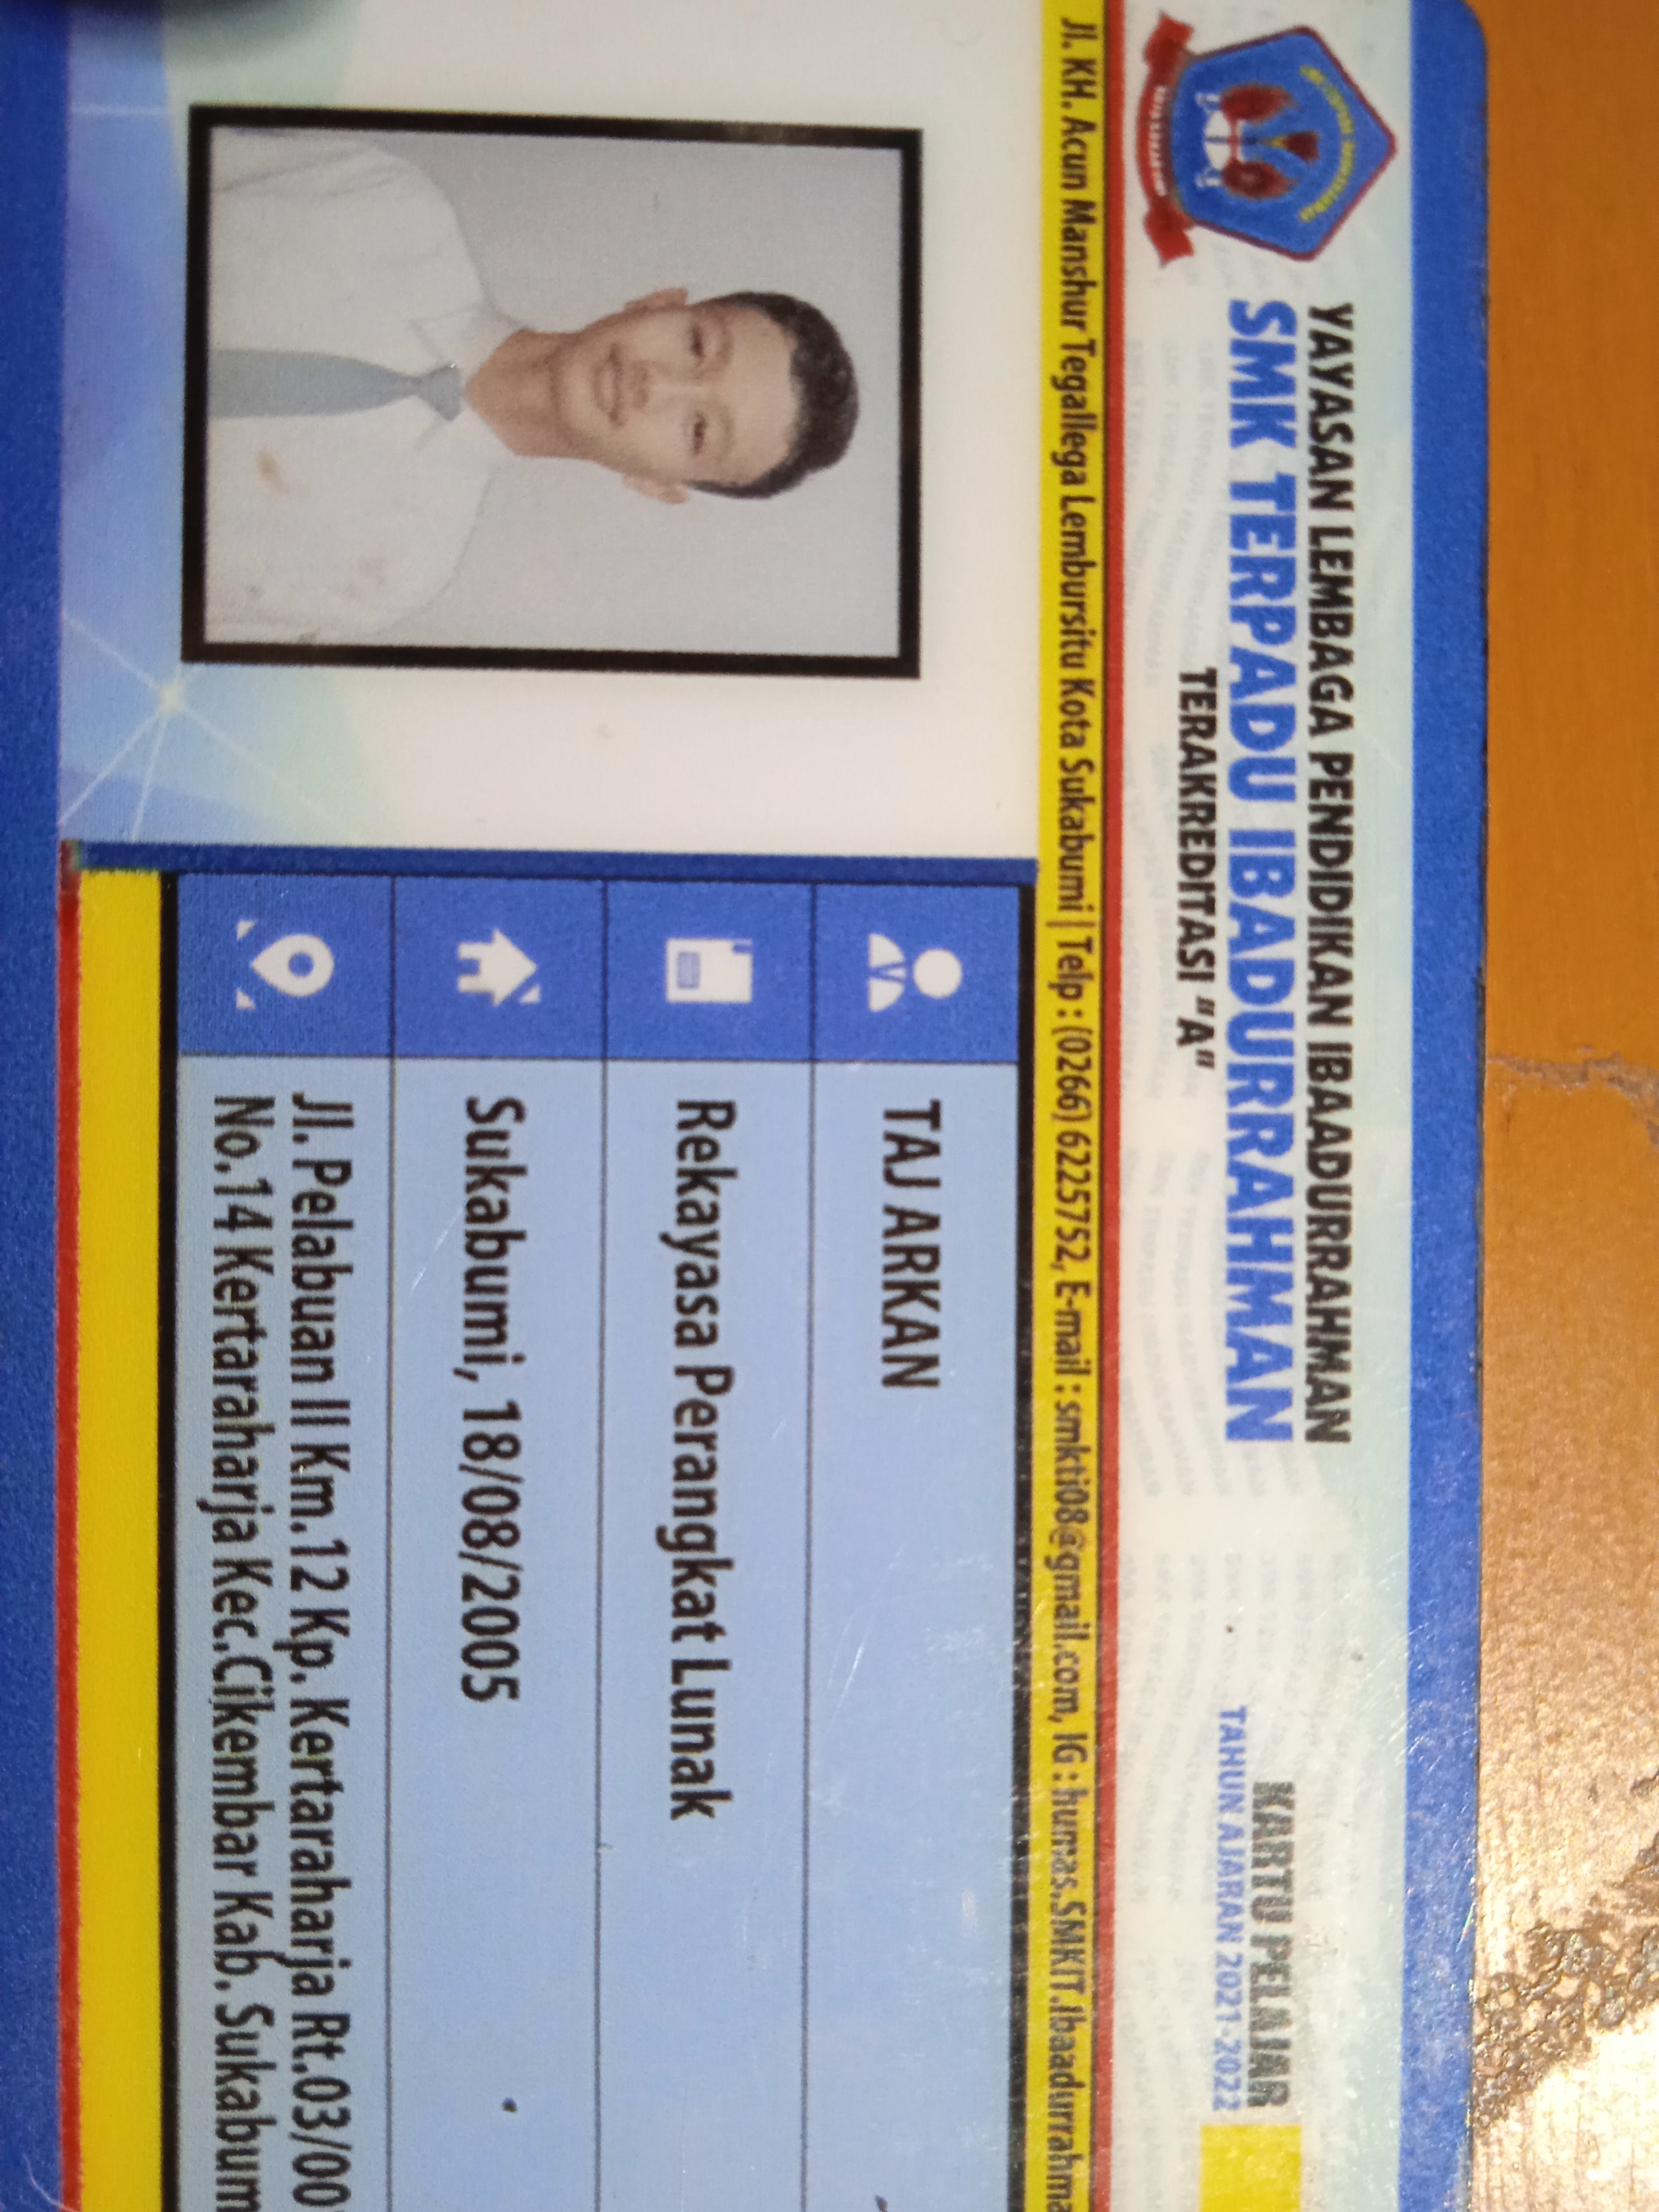 YAYASAN LEMBAGA PENDIDIKAN IBAADURRAHMAN
SMK TERPADU IBADURRAHMAN
TERAKREDITASI "A"
KARTU PELAJAR
TAHUN AJARAN 2021-2022
Jl. KH. Acun Manshur Tegallega Lembursitu Kota Sukabumi | Telp : (0266) 6225752, E-mail : smkti08@gmail.com, IG : humas.SMKIT.Ibaadurrahma
TAJ ARKAN
Rekayasa Perangkat Lunak
Sukabumi, 18/08/2005
Jl. Pelabuan II Km.12 Kp. Kertaraharja Rt.03/00
No.14 Kertaraharja Kec.Cikembar Kab. Sukabum